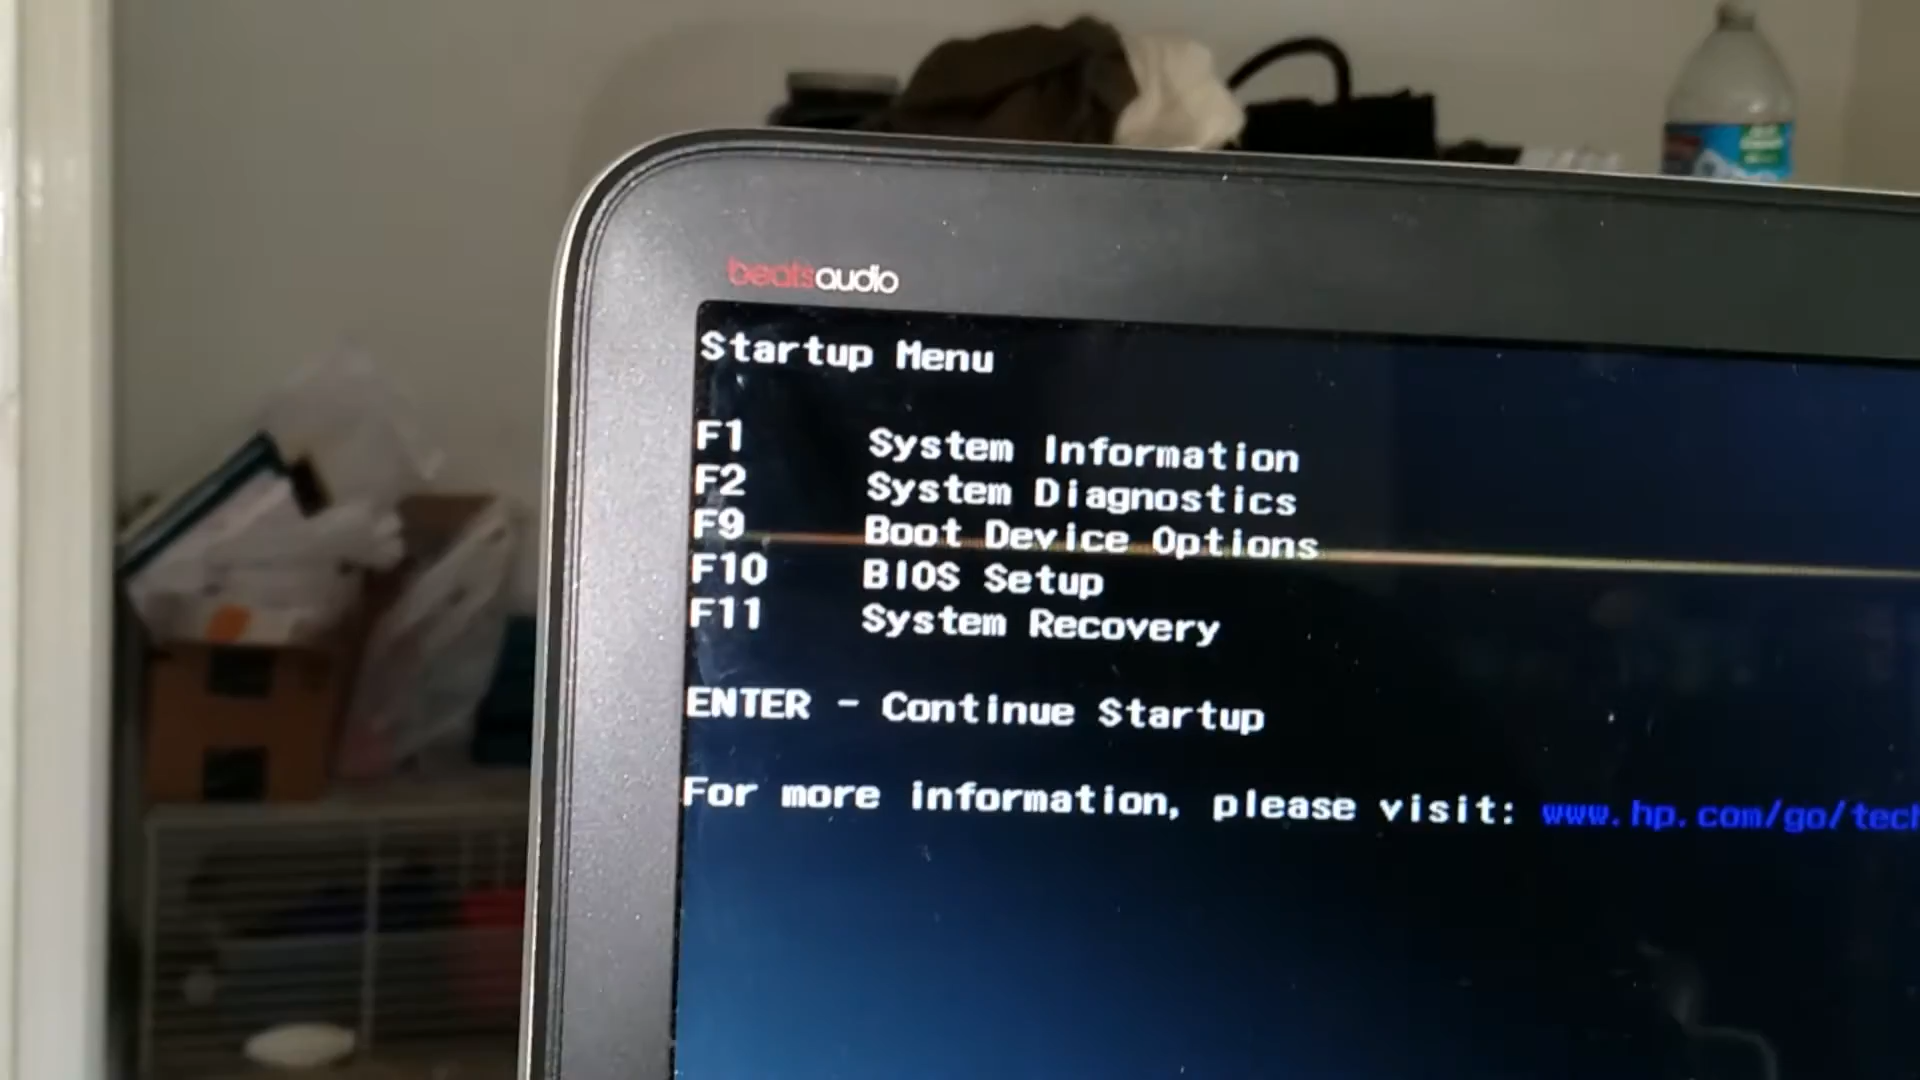 beatsaudio
Startup Menu
F1 System Information
F2 System Diagnostics
F9 Boot Device Options
F10 BIOS Setup
F11 System Recovery
ENTER - Continue Startup
For more information, please visit: www.hp.com/go/tech